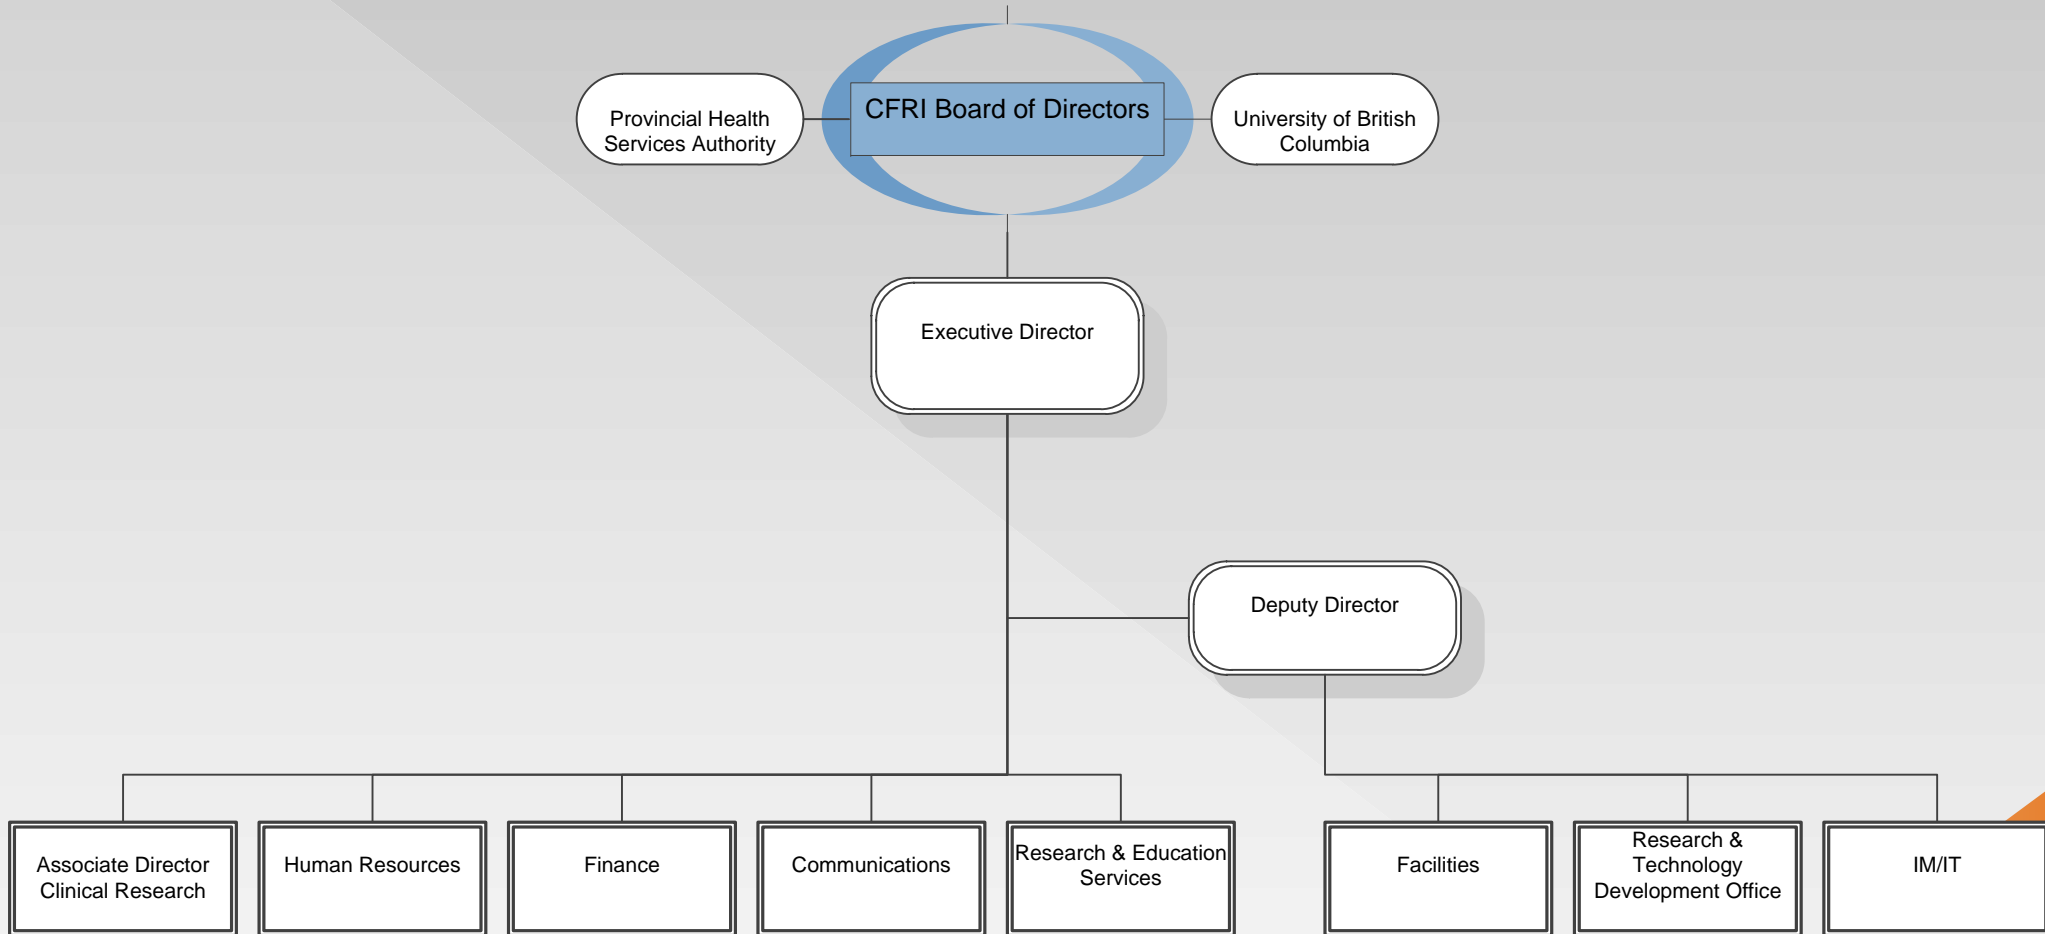 CFRI Board of Directors
Provincial Health
Services Authority
University of British
Columbia
Executive Director
Deputy Director
Associate Director
Clinical Research
Human Resources
Finance
Communications
Research & Education
Services
Facilities
Research &
Technology
Development Office
IM/IT